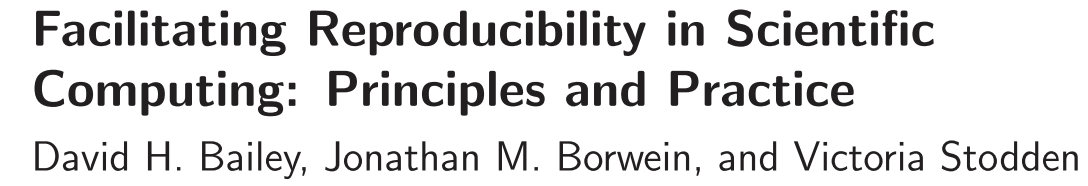 Facilitating Reproducibility in Scientific
Computing: Principles and Practice
David H. Bailey, Jonathan M. Borwein, and Victoria Stodden